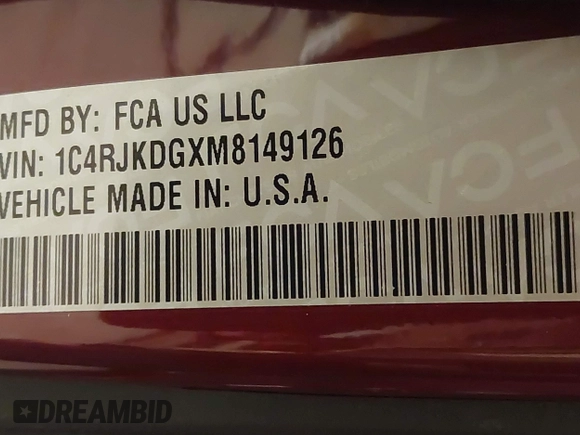 MFD BY: FCA US LLC
VIN: 1C4RJKDGXM8149126
VEHICLE MADE IN: U.S.A.
DREAMBID